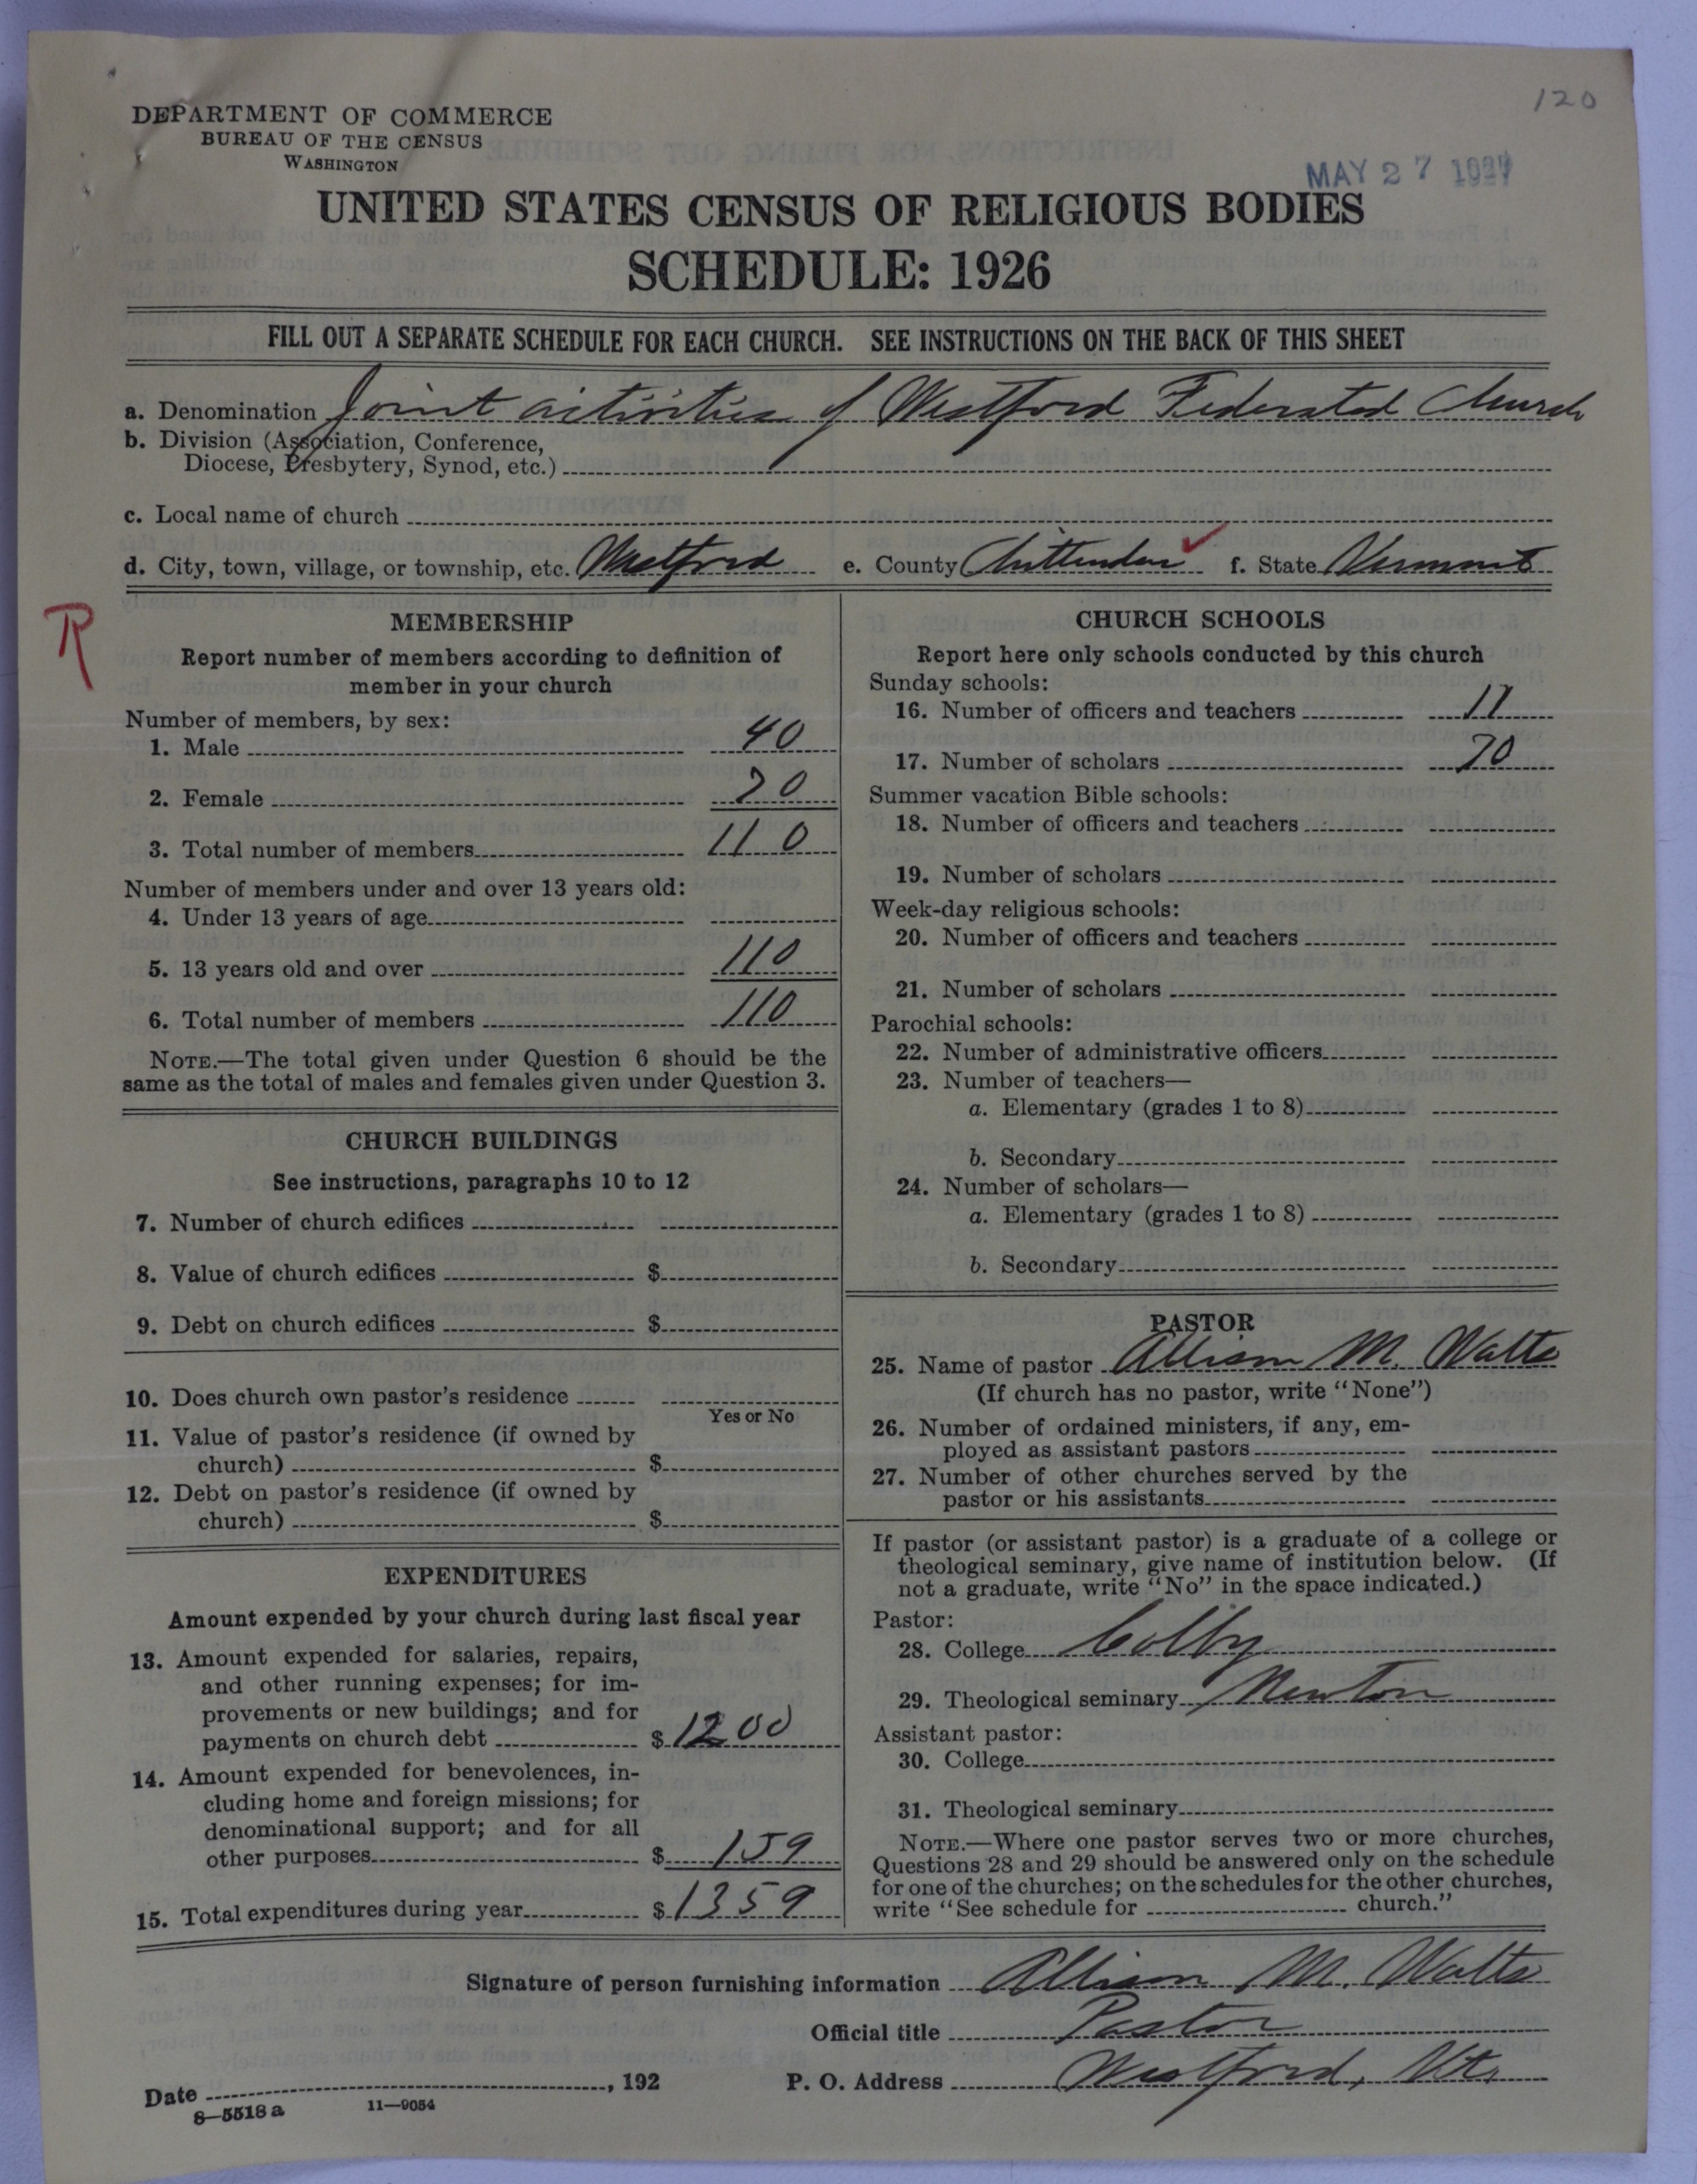 120
DEPARTMENT OF COMMERCE
BUREAU OF THE CENSUS
WASHINGTON
MAY 27 1927
UNITED STATES CENSUS OF RELIGIOUS BODIES
SCHEDULE: 1926
FILL OUT A SEPARATE SCHEDULE FOR EACH CHURCH. SEE INSTRUCTIONS ON THE BACK OF THIS SHEET
a. Denomination Joint activities of Westford Federated Church
b. Division (Association, Conference,
Diocese, Presbytery, Synod, etc.)
c. Local name of church
d. City, town, village, or township, etc. Westford e. County Chittenden f. State Vermont
R
MEMBERSHIP
Report number of members according to definition of
member in your church
Number of members, by sex:
1. Male 40
2. Female 70
3. Total number of members 110
Number of members under and over 13 years old:
4. Under 13 years of age
5. 13 years old and over 110
6. Total number of members 110
NOTE.—The total given under Question 6 should be the
same as the total of males and females given under Question 3.
CHURCH BUILDINGS
See instructions, paragraphs 10 to 12
7. Number of church edifices
8. Value of church edifices $
9. Debt on church edifices $
10. Does church own pastor's residence
Yes or No
11. Value of pastor's residence (if owned by
church) $
12. Debt on pastor's residence (if owned by
church) $
EXPENDITURES
Amount expended by your church during last fiscal year
13. Amount expended for salaries, repairs,
and other running expenses; for im-
provements or new buildings; and for
payments on church debt $1200
14. Amount expended for benevolences, in-
cluding home and foreign missions; for
denominational support; and for all
other purposes $ 159
15. Total expenditures during year $1359
CHURCH SCHOOLS
Report here only schools conducted by this church
Sunday schools:
16. Number of officers and teachers 11
17. Number of scholars 70
Summer vacation Bible schools:
18. Number of officers and teachers
19. Number of scholars
Week-day religious schools:
20. Number of officers and teachers
21. Number of scholars
Parochial schools:
22. Number of administrative officers
23. Number of teachers—
a. Elementary (grades 1 to 8)
b. Secondary
24. Number of scholars—
a. Elementary (grades 1 to 8)
b. Secondary
PASTOR
25. Name of pastor Allison M. Watts
(If church has no pastor, write "None")
26. Number of ordained ministers, if any, em-
ployed as assistant pastors
27. Number of other churches served by the
pastor or his assistants
If pastor (or assistant pastor) is a graduate of a college or
theological seminary, give name of institution below. (If
not a graduate, write "No" in the space indicated.)
Pastor:
28. College Colby
29. Theological seminary Newton
Assistant pastor:
30. College
31. Theological seminary
NOTE.—Where one pastor serves two or more churches,
Questions 28 and 29 should be answered only on the schedule
for one of the churches; on the schedules for the other churches,
write "See schedule for church."
Signature of person furnishing information Allison M. Watts
Official title Pastor
Date , 192 P. O. Address Westford, Vt.
8—5518 a 11—9054